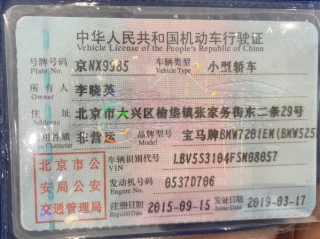 中华人民共和国机动车行驶证
Vehicle License of the People's Republic of China
号牌号码 京NX9985 车辆类型 小型轿车
Plate No. Vehicle Type
所有人 李晓英
Owner
住址 北京市大兴区榆垡镇张家务街东二条29号
使用性质 非营运 品牌型号 宝马牌BMW7201EM(BMW525
北京市公 车辆识别代号 LBV5S3104FSM08057
VIN
安局公安 发动机号码 0537D706
Engine No.
交通管理局 注册日期 2015-09-15 发证日期 2019-03-17
Register Date Issue Date